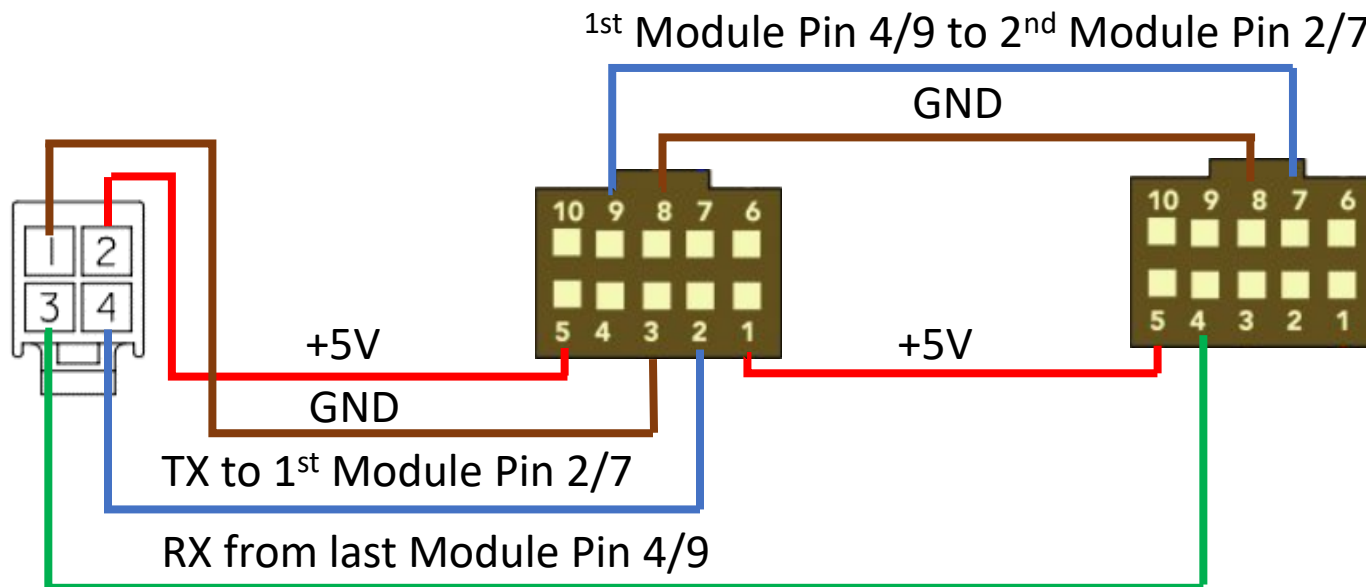 1st Module Pin 4/9 to 2nd Module Pin 2/7
GND
1 2
3 4
10 9 8 7 6
5 4 3 2 1
10 9 8 7 6
5 4 3 2 1
+5V
+5V
GND
TX to 1st Module Pin 2/7
RX from last Module Pin 4/9